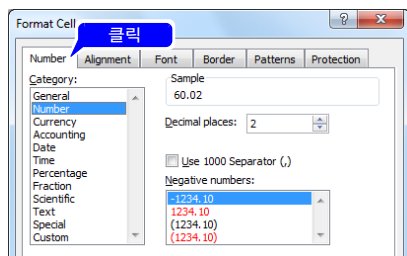 Format Cell
클릭
Number Alignment Font Border Patterns Protection
Category:
General
Number
Currency
Accounting
Date
Time
Percentage
Fraction
Scientific
Text
Special
Custom
Sample
60.02
Decimal places: 2
Use 1000 Separator (,)
Negative numbers:
-1234.10
1234.10
(1234.10)
(1234.10)